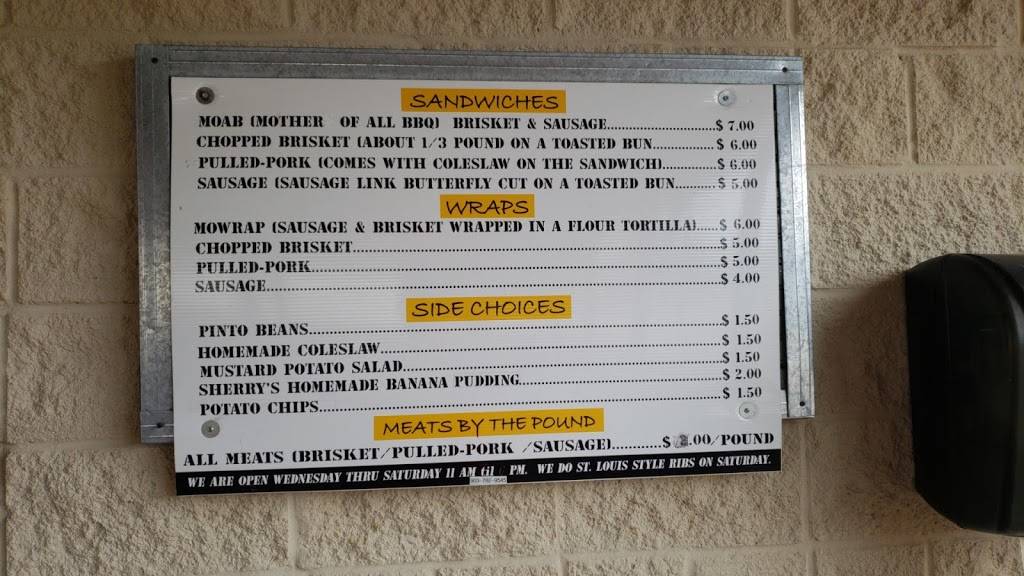 SANDWICHES
MOAB (MOTHER OF ALL BBQ) BRISKET & SAUSAGE.......................$ 7.00
CHOPPED BRISKET (ABOUT 1/3 POUND ON A TOASTED BUN..............$ 6.00
PULLED-PORK (COMES WITH COLESLAW ON THE SANDWICH)............$ 6.00
SAUSAGE (SAUSAGE LINK BUTTERFLY CUT ON A TOASTED BUN.........$ 5.00
WRAPS
MOWRAP (SAUSAGE & BRISKET WRAPPED IN A FLOUR TORTILLA).....$ 6.00
CHOPPED BRISKET..........................................................................$ 5.00
PULLED-PORK..................................................................................$ 5.00
SAUSAGE...........................................................................................$ 4.00
SIDE CHOICES
PINTO BEANS...................................................................................$ 1.50
HOMEMADE COLESLAW.....................................................................$ 1.50
MUSTARD POTATO SALAD................................................................$ 1.50
SHERRY'S HOMEMADE BANANA PUDDING.........................................$ 2.00
POTATO CHIPS.................................................................................$ 1.50
MEATS BY THE POUND
ALL MEATS (BRISKET/PULLED-PORK /SAUSAGE)...........$ .00/POUND
WE ARE OPEN WEDNESDAY THRU SATURDAY 11 AM til PM. WE DO ST. LOUIS STYLE RIBS ON SATURDAY.